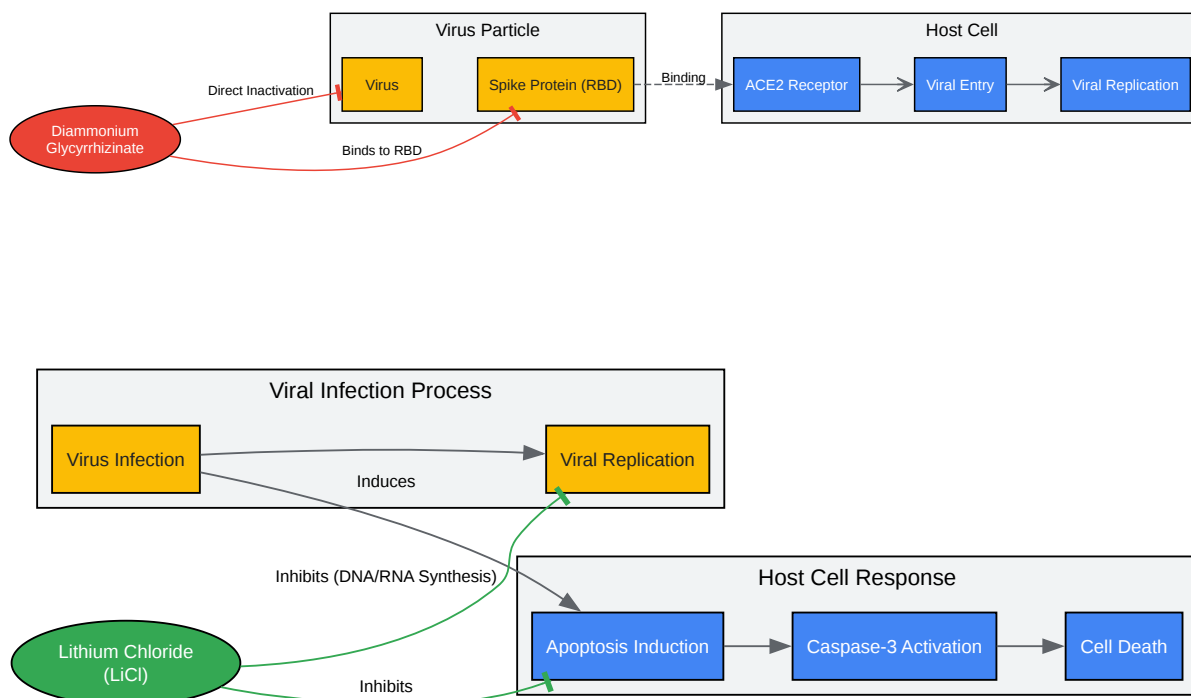 Virus Particle
Host Cell
Direct Inactivation
Virus
Spike Protein (RBD)
Binding
ACE2 Receptor
Viral Entry
Viral Replication
Diammonium
Glycyrrhizinate
Binds to RBD
Viral Infection Process
Virus Infection
Viral Replication
Induces
Inhibits (DNA/RNA Synthesis)
Host Cell Response
Lithium Chloride
(LiCl)
Apoptosis Induction
Caspase-3 Activation
Cell Death
Inhibits